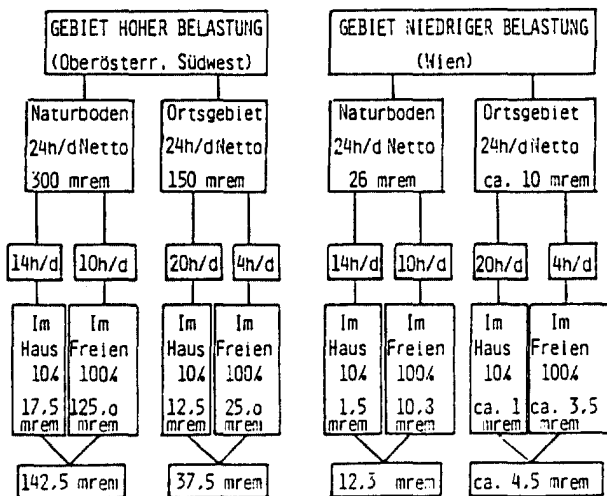 GEBIET HOHER BELASTUNG
(Oberösterr. Südwest)
Naturboden
24h/d Netto
300 mrem
Ortsgebiet
24h/d Netto
150 mrem
14h/d
10h/d
20h/d
4h/d
Im
Haus
10%
17.5
mrem
Im
Freien
100%
125.0
mrem
Im
Haus
10%
12.5
mrem
Im
Freien
100%
25.0
mrem
142.5 mrem
37.5 mrem
GEBIET NIEDRIGER BELASTUNG
(Wien)
Naturboden
24h/d Netto
26 mrem
Ortsgebiet
24h/d Netto
ca. 10 mrem
14h/d
10h/d
20h/d
4h/d
Im
Haus
10%
1.5
mrem
Im
Freien
100%
10.8
mrem
Im
Haus
10%
ca. 1
mrem
Im
Freien
100%
ca. 3.5
mrem
12.3 mrem
ca. 4.5 mrem